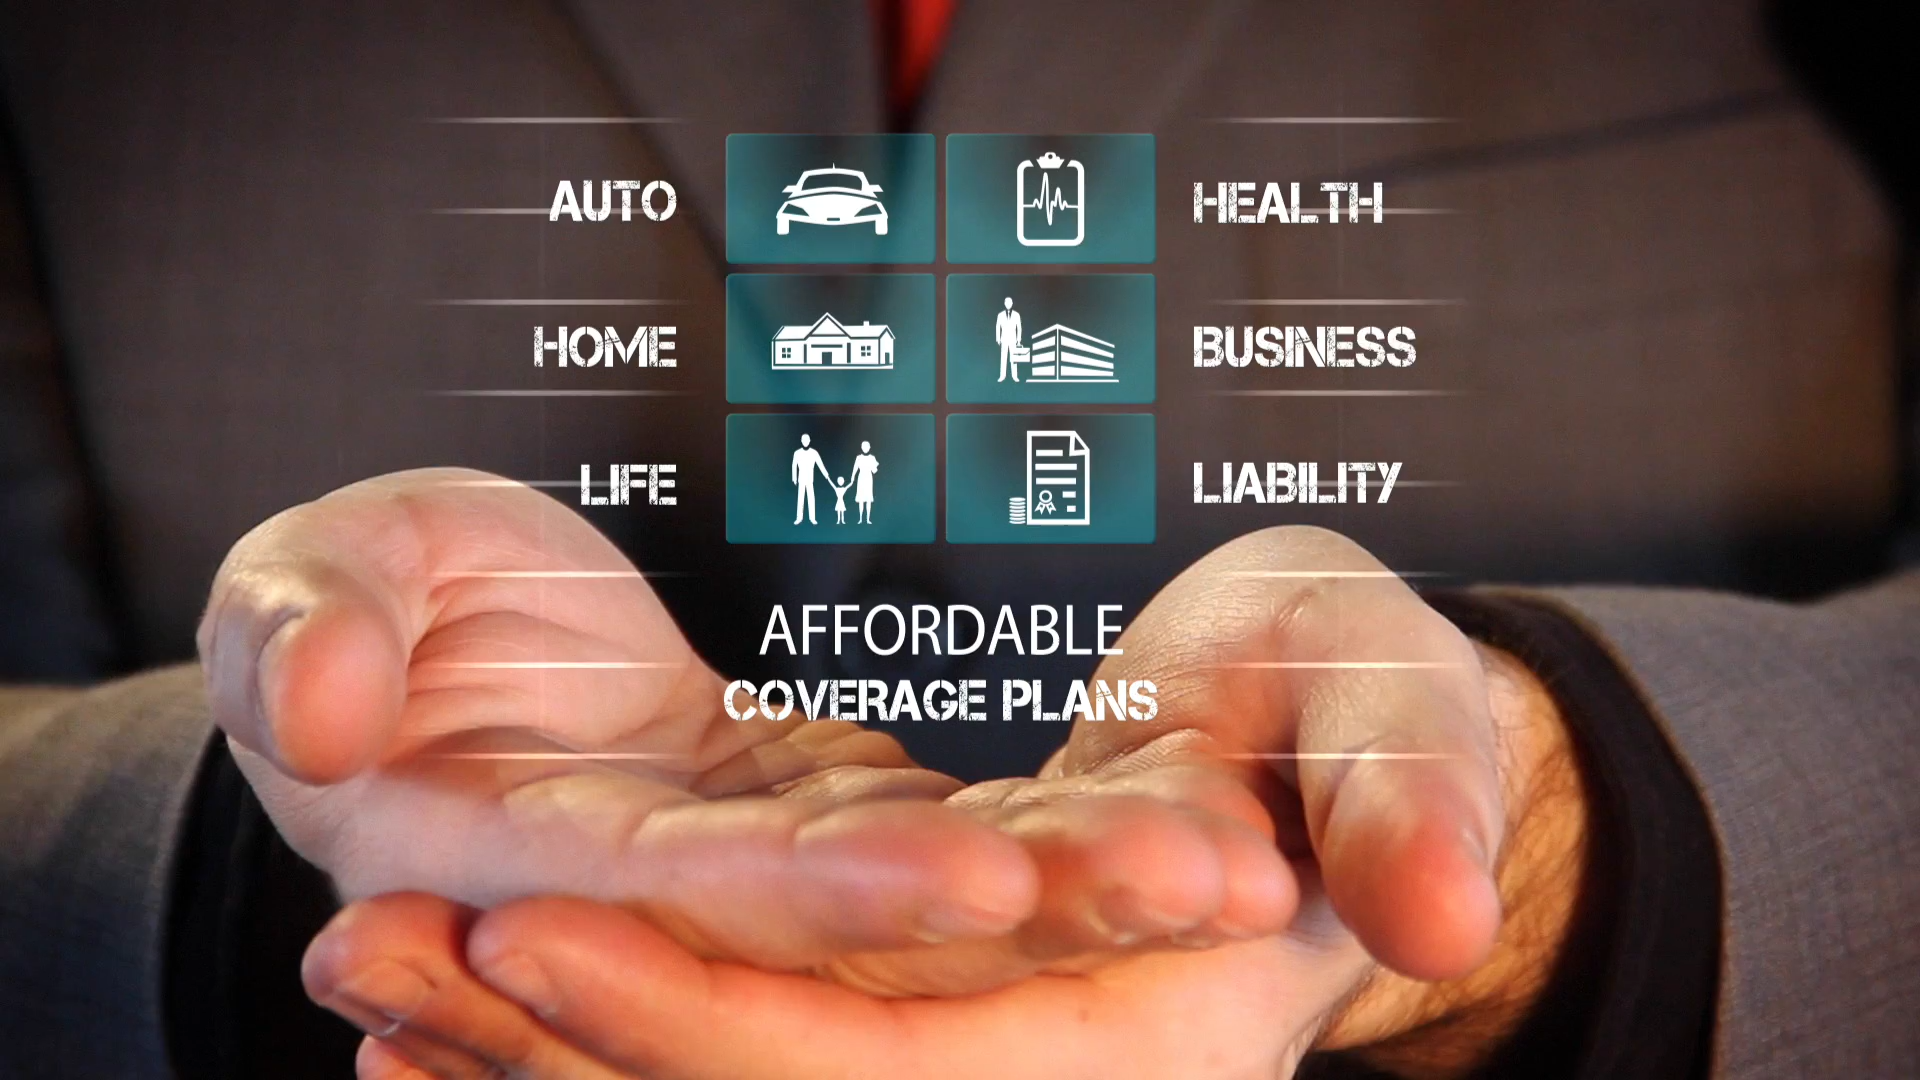 AUTO
HEALTH
HOME
BUSINESS
LIFE
LIABILITY
AFFORDABLE
COVERAGE PLANS